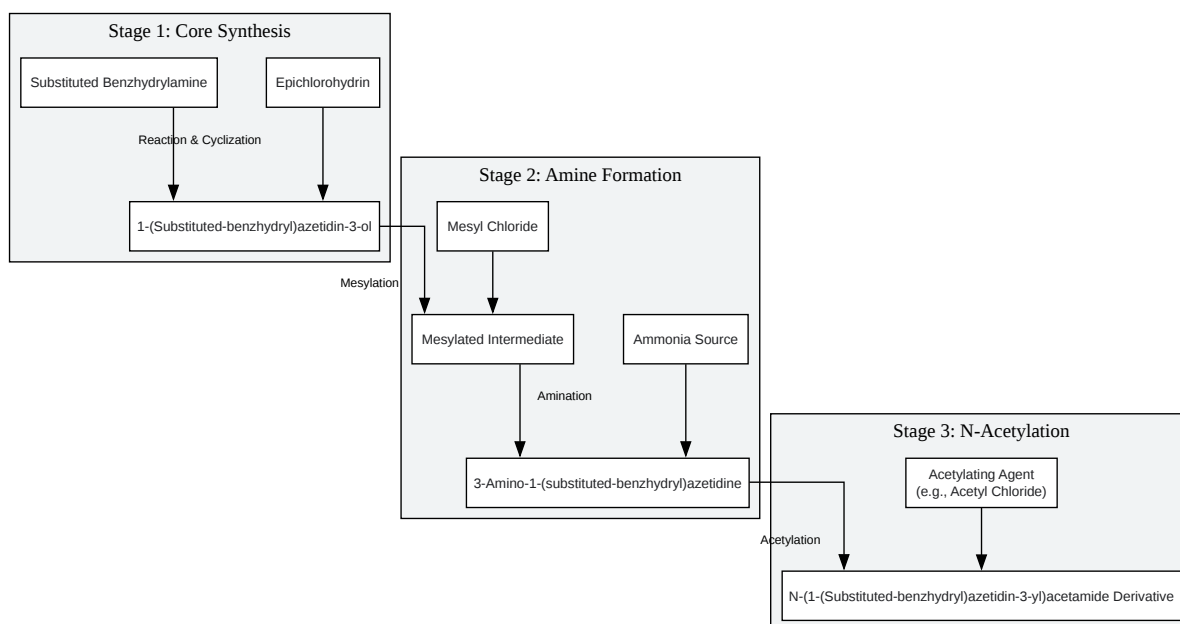 Stage 1: Core Synthesis
Substituted Benzhydrylamine
Epichlorohydrin
Reaction & Cyclization
1-(Substituted-benzhydryl)azetidin-3-ol
Stage 2: Amine Formation
Mesyl Chloride
Mesylation
Mesylated Intermediate
Ammonia Source
Amination
3-Amino-1-(substituted-benzhydryl)azetidine
Stage 3: N-Acetylation
Acetylating Agent
(e.g., Acetyl Chloride)
Acetylation
N-(1-(Substituted-benzhydryl)azetidin-3-yl)acetamide Derivative